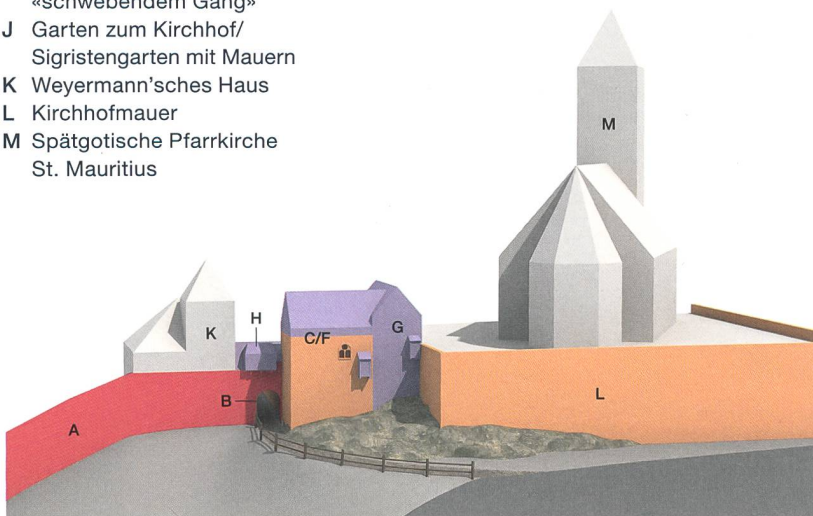 «schwebendem Gang»
J Garten zum Kirchhof/
Sigristengarten mit Mauern
K Weyermann'sches Haus
L Kirchhofmauer
M Spätgotische Pfarrkirche
St. Mauritius
M
H
K
C/F
G
B
L
A